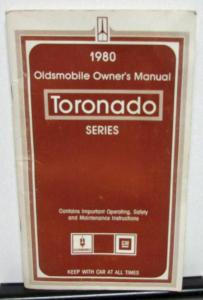 1980
Oldsmobile Owner's Manual
Toronado
SERIES
Contains Important Operating, Safety
and Maintenance Instructions
GM
KEEP WITH CAR AT ALL TIMES